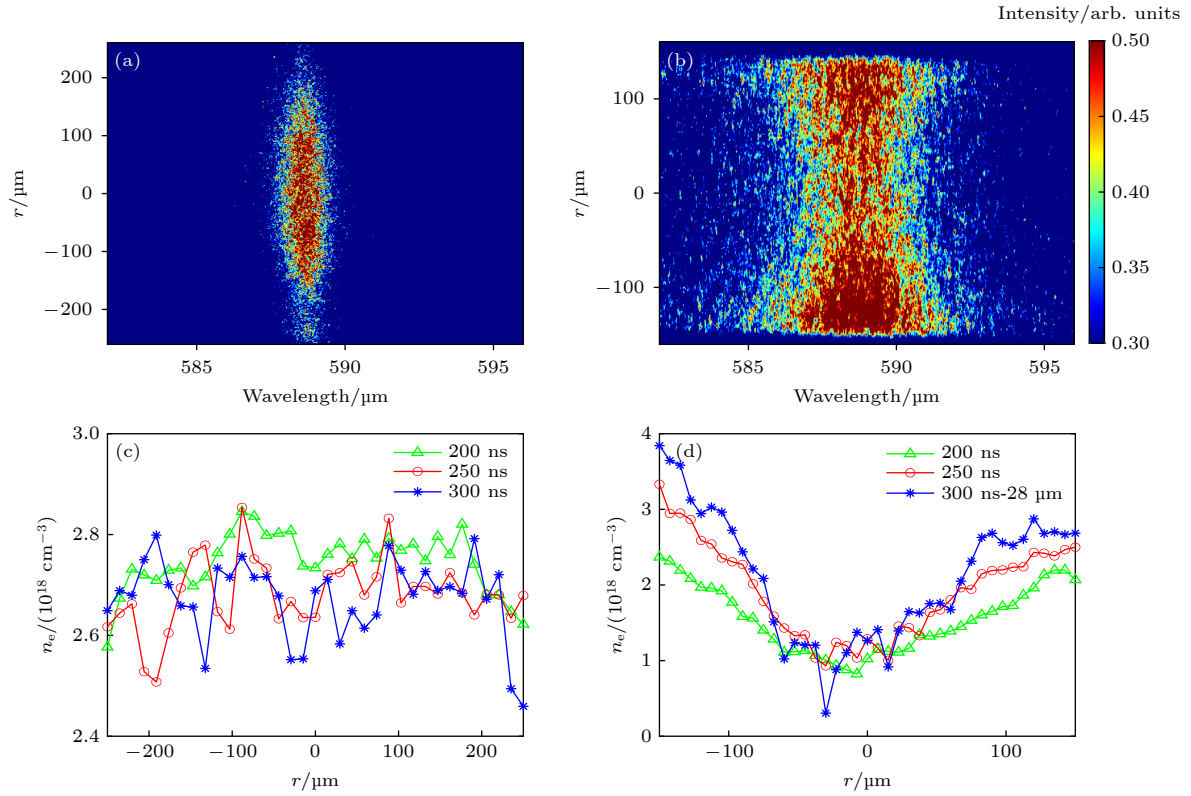 Intensity/arb. units
(a)
200
100
0
−100
−200
r/µm
585
590
595
Wavelength/µm
(b)
100
0
−100
r/µm
585
590
595
Wavelength/µm
0.50
0.45
0.40
0.35
0.30
(c)
3.0
2.8
2.6
2.4
nₑ/(10¹⁸ cm⁻³)
200 ns
250 ns
300 ns
−200
−100
0
100
200
r/µm
(d)
4
3
2
1
0
nₑ/(10¹⁸ cm⁻³)
200 ns
250 ns
300 ns-28 µm
−100
0
100
r/µm